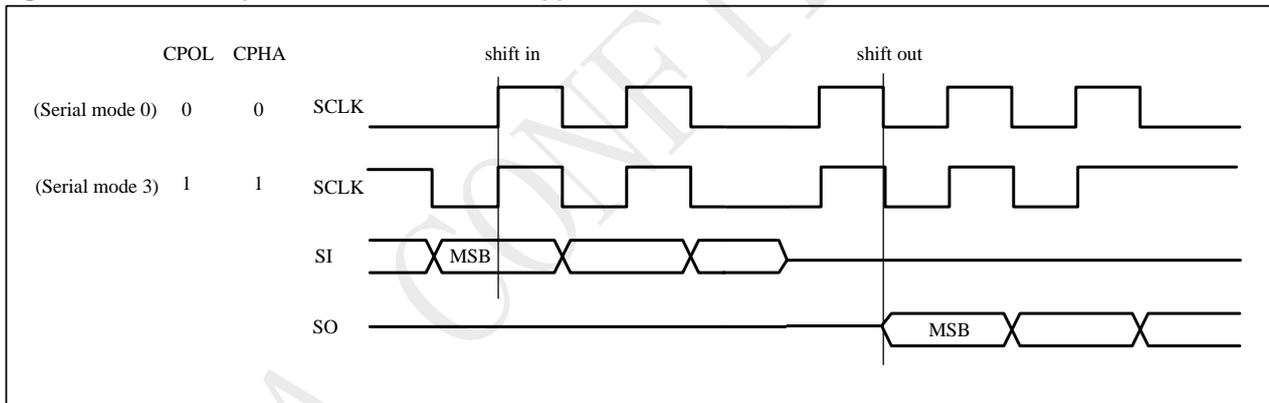 CPOL CPHA shift in shift out
(Serial mode 0) 0 0 SCLK
(Serial mode 3) 1 1 SCLK
SI MSB
SO MSB